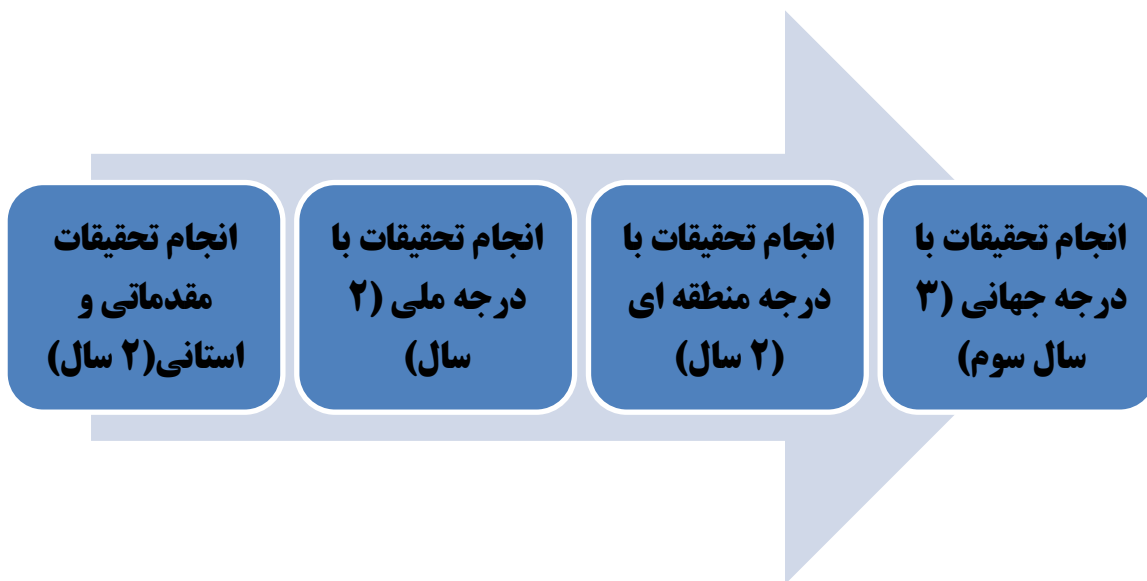 انجام تحقیقات
مقدماتی و
استانی(۲ سال)
انجام تحقیقات با
درجه ملی (۲
سال)
انجام تحقیقات با
درجه منطقه ای
(۲ سال)
انجام تحقیقات با
درجه جهانی (۳
سال سوم)